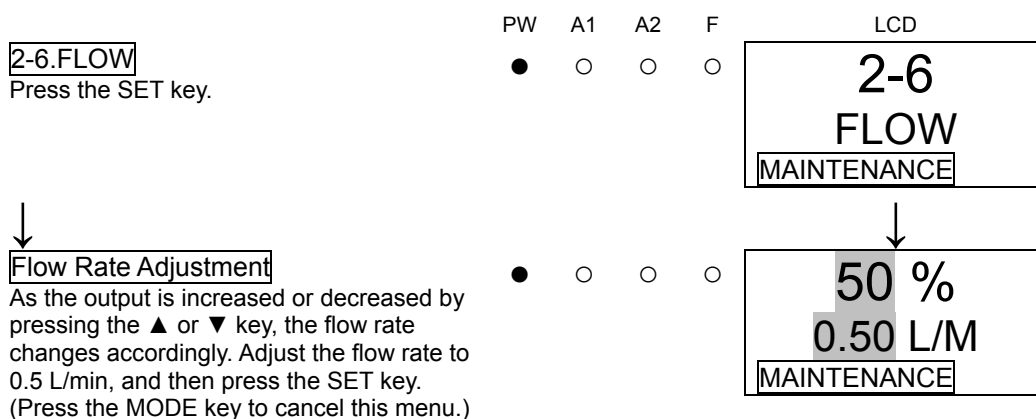 PW A1 A2 F LCD
2-6.FLOW
Press the SET key.
● ○ ○ ○
2-6
FLOW
MAINTENANCE
↓ ↓
Flow Rate Adjustment
As the output is increased or decreased by
pressing the ▲ or ▼ key, the flow rate
changes accordingly. Adjust the flow rate to
0.5 L/min, and then press the SET key.
(Press the MODE key to cancel this menu.)
● ○ ○ ○
50 %
0.50 L/M
MAINTENANCE